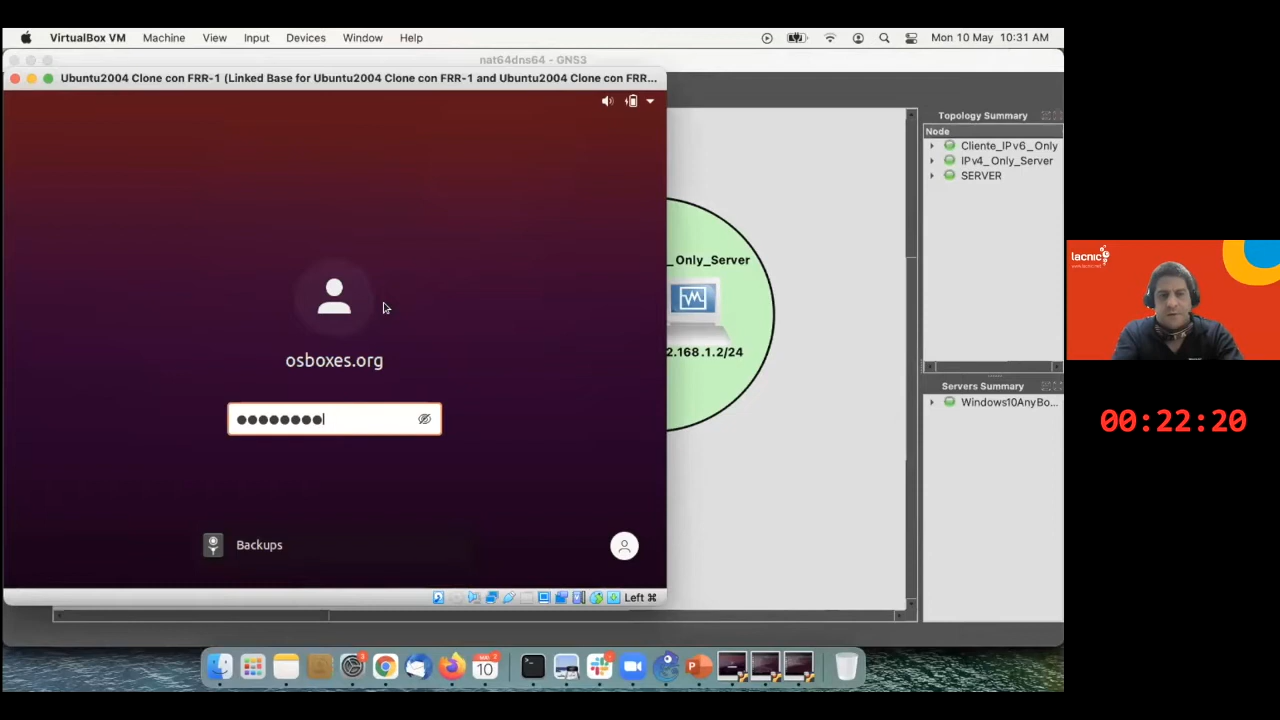 VirtualBox VM Machine View Input Devices Window Help Mon 10 May 10:31 AM
nat64dns64 - GNS3
Ubuntu2004 Clone con FRR-1 (Linked Base for Ubuntu2004 Clone con FRR-1 and Ubuntu2004 Clone con FRR...
Topology Summary
Node
Cliente_IPv6_Only
IPv4_Only_Server
SERVER
_Only_Server
2.168.1.2/24
osboxes.org
Backups
Left ⌘
Servers Summary
Windows10AnyBo...
lacnic
00:22:20
10